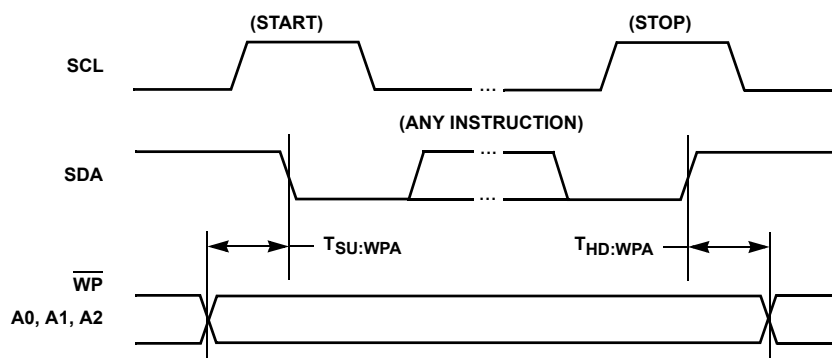 (START)
(STOP)
SCL
...
(ANY INSTRUCTION)
...
SDA
...
TSU:WPA
THD:WPA
WP
A0, A1, A2